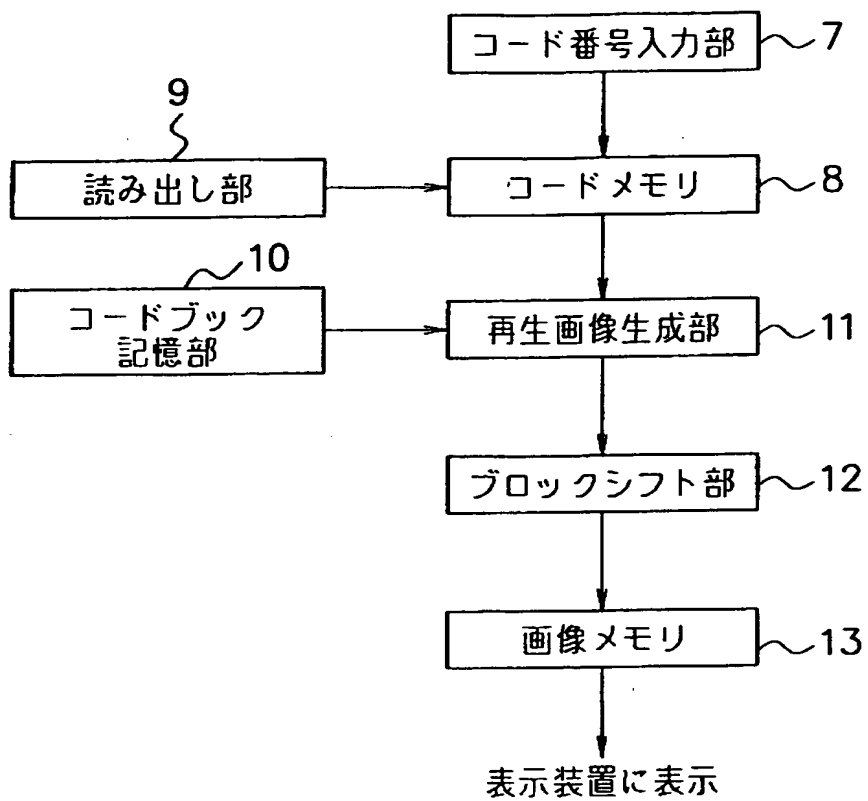 コード番号入力部
7
9
読み出し部
コードメモリ
8
10
コードブック
記憶部
再生画像生成部
11
ブロックシフト部
12
画像メモリ
13
表示装置に表示